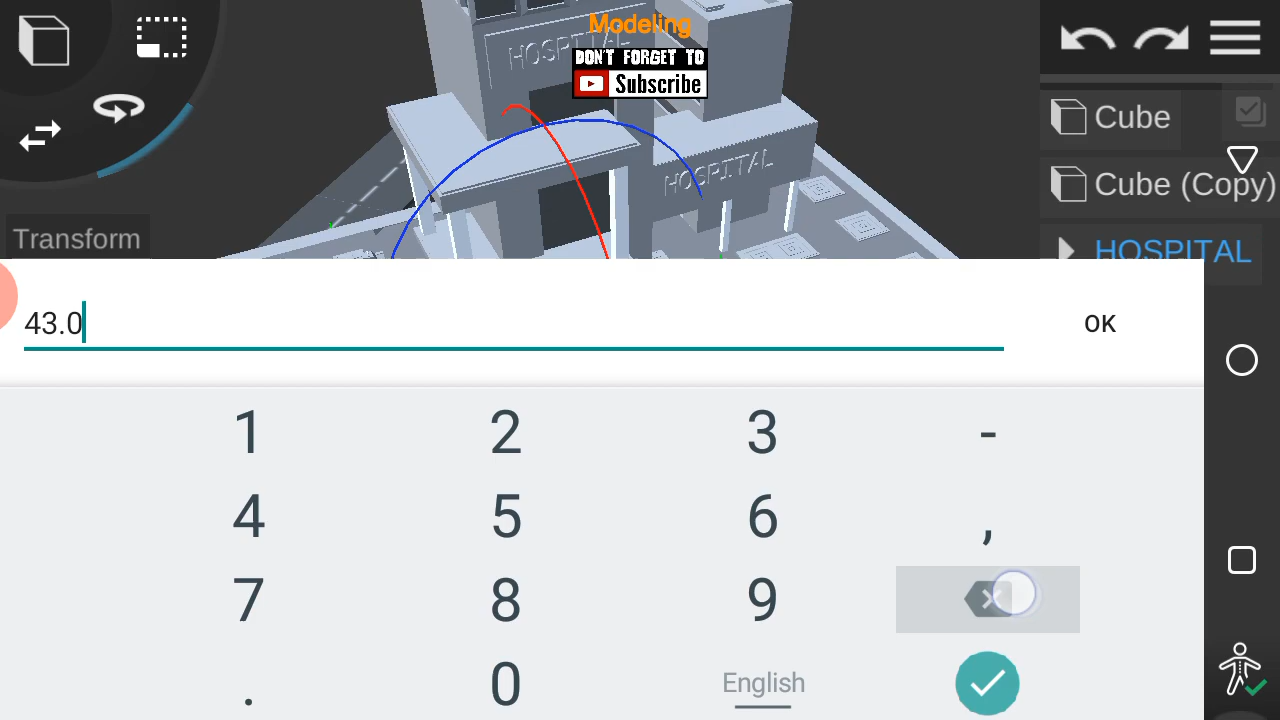 Modeling
HOSPITAL
DON'T FORGET TO
Subscribe
HOSPITAL
Cube
Cube (Copy)
HOSPITAL
Transform
43.0
OK
1 2 3 -
4 5 6 ,
7 8 9
. 0 English